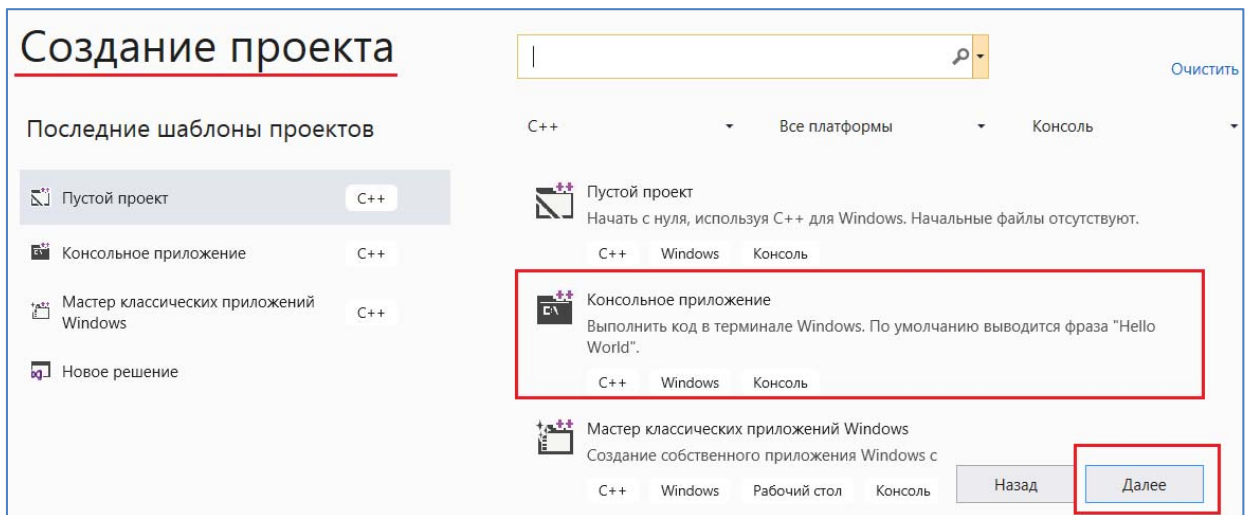 Создание проекта
Очистить
Последние шаблоны проектов
C++
Все платформы
Консоль
Пустой проект
C++
Консольное приложение
C++
Мастер классических приложений
Windows
C++
Новое решение
Пустой проект
Начать с нуля, используя C++ для Windows. Начальные файлы отсутствуют.
C++ Windows Консоль
Консольное приложение
Выполнить код в терминале Windows. По умолчанию выводится фраза "Hello
World".
C++ Windows Консоль
Мастер классических приложений Windows
Создание собственного приложения Windows с
C++ Windows Рабочий стол Консоль
Назад
Далее